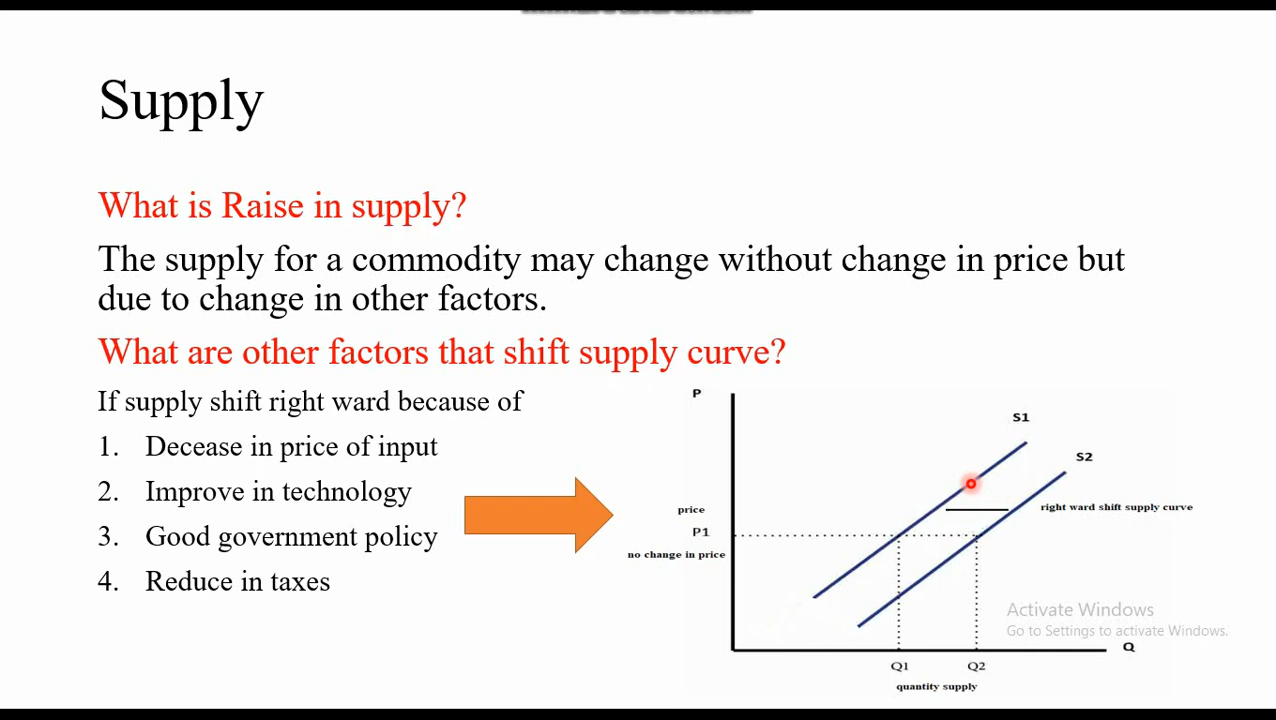 Supply
What is Raise in supply?
The supply for a commodity may change without change in price but
due to change in other factors.
What are other factors that shift supply curve?
If supply shift right ward because of
1. Decease in price of input
2. Improve in technology
3. Good government policy
4. Reduce in taxes
P
S1
S2
price
right ward shift supply curve
P1
no change in price
Activate Windows
Go to Settings to activate Windows.
Q
Q1
Q2
quantity supply